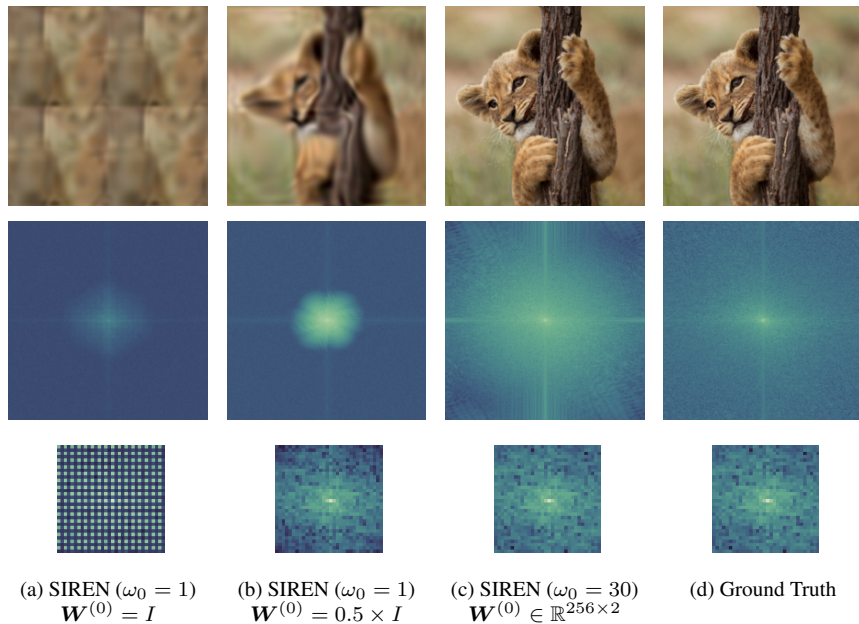 (a) SIREN (ω₀ = 1)
W⁽⁰⁾ = I
(b) SIREN (ω₀ = 1)
W⁽⁰⁾ = 0.5 × I
(c) SIREN (ω₀ = 30)
W⁽⁰⁾ ∈ ℝ²⁵⁶ˣ²
(d) Ground Truth